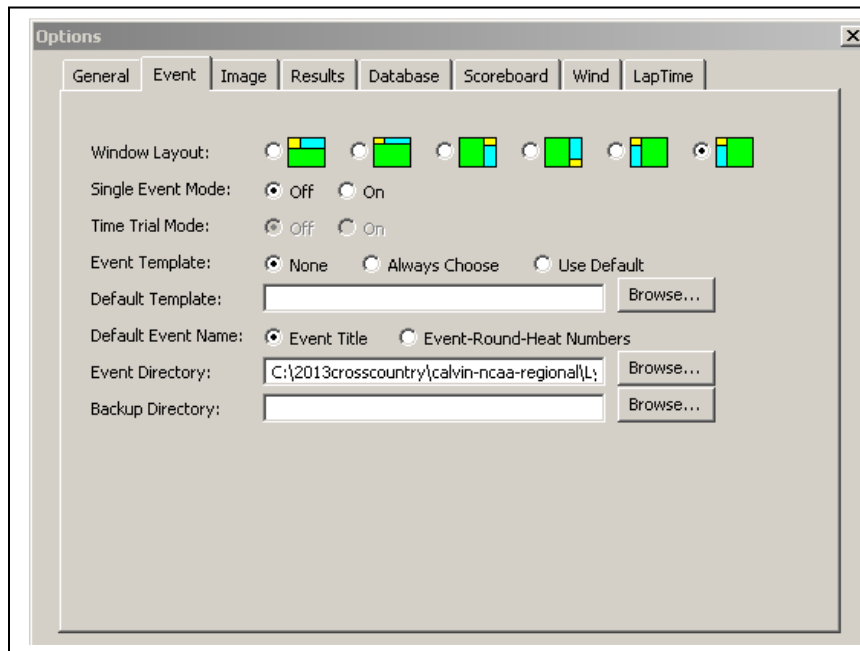 Options
General Event Image Results Database Scoreboard Wind LapTime
Window Layout:
Single Event Mode: Off On
Time Trial Mode: Off On
Event Template: None Always Choose Use Default
Default Template: Browse...
Default Event Name: Event Title Event-Round-Heat Numbers
Event Directory: C:\2013crosscountry\calvin-ncaa-regional\Ly Browse...
Backup Directory: Browse...